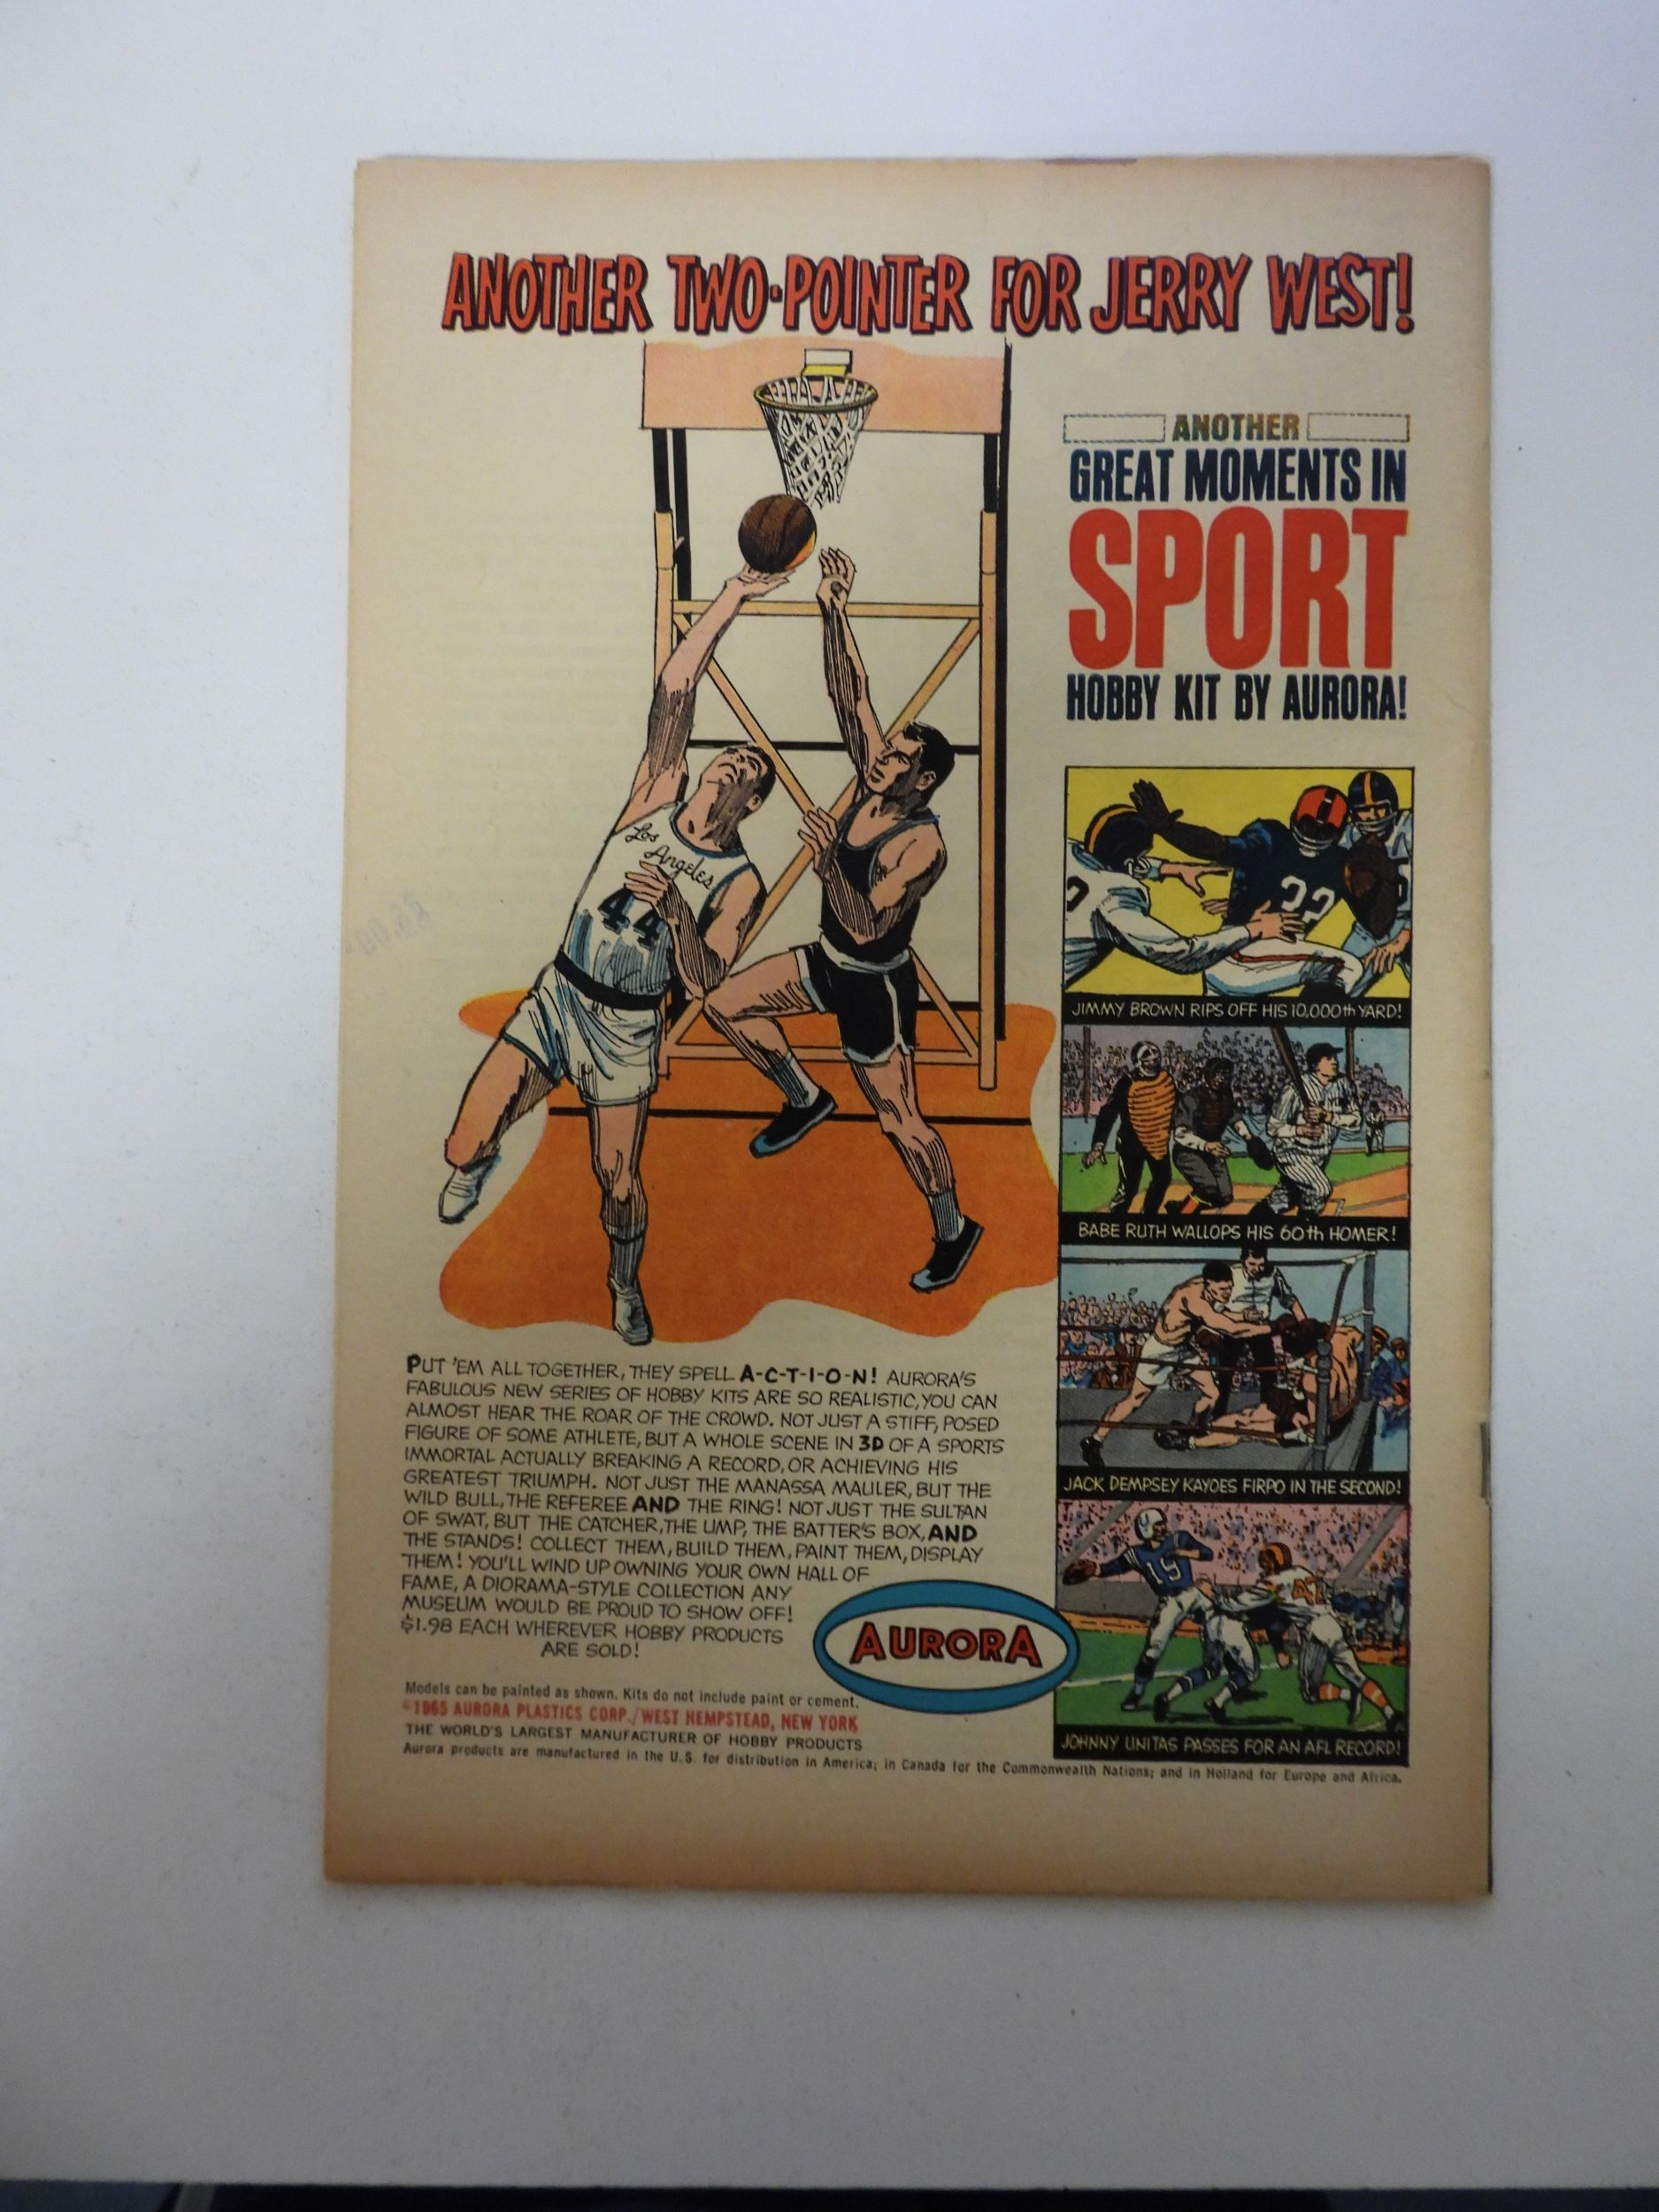 ANOTHER TWO-POINTER FOR JERRY WEST!
ANOTHER
GREAT MOMENTS IN
SPORT
HOBBY KIT BY AURORA!
Los
Angeles
44
32
JIMMY BROWN RIPS OFF HIS 10,000th YARD!
BABE RUTH WALLOPS HIS 60th HOMER!
JACK DEMPSEY KAYOES FIRPO IN THE SECOND!
19
JOHNNY UNITAS PASSES FOR AN AFL RECORD!
PUT 'EM ALL TOGETHER, THEY SPELL A-C-T-I-O-N! AURORA'S
FABULOUS NEW SERIES OF HOBBY KITS ARE SO REALISTIC, YOU CAN
ALMOST HEAR THE ROAR OF THE CROWD. NOT JUST A STIFF, POSED
FIGURE OF SOME ATHLETE, BUT A WHOLE SCENE IN 3D OF A SPORTS
IMMORTAL ACTUALLY BREAKING A RECORD, OR ACHIEVING HIS
GREATEST TRIUMPH. NOT JUST THE MANASSA MAULER, BUT THE
WILD BULL, THE REFEREE AND THE RING! NOT JUST THE SULTAN
OF SWAT, BUT THE CATCHER, THE UMP, THE BATTER'S BOX, AND
THE STANDS! COLLECT THEM, BUILD THEM, PAINT THEM, DISPLAY
THEM! YOU'LL WIND UP OWNING YOUR OWN HALL OF
FAME, A DIORAMA-STYLE COLLECTION ANY
MUSEUM WOULD BE PROUD TO SHOW OFF!
$1.98 EACH WHEREVER HOBBY PRODUCTS
ARE SOLD!
AURORA
Models can be painted as shown. Kits do not include paint or cement.
©1965 AURORA PLASTICS CORP./WEST HEMPSTEAD, NEW YORK
THE WORLD'S LARGEST MANUFACTURER OF HOBBY PRODUCTS
Aurora products are manufactured in the U.S. for distribution in America; in Canada for the Commonwealth Nations; and in Holland for Europe and Africa.